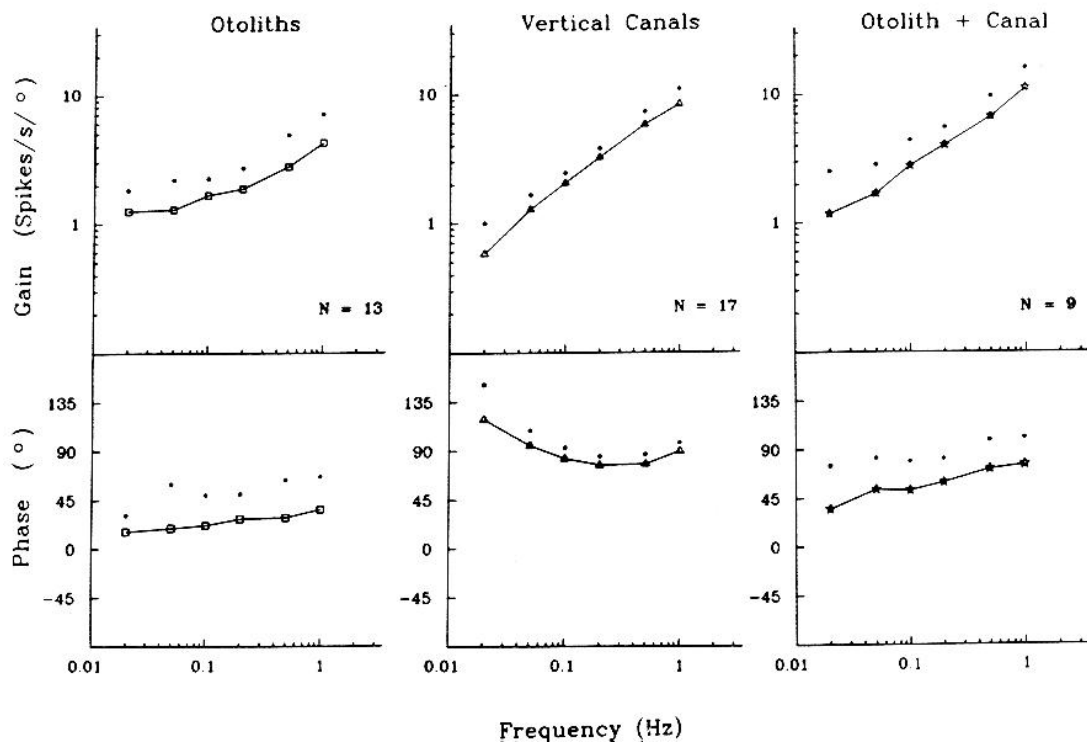 Otoliths Vertical Canals Otolith + Canal
Gain (Spikes/s/°)
10 10 10
1 1 1
N = 13 N = 17 N = 9
Phase (°)
135 135 135
90 90 90
45 45 45
0 0 0
−45 −45 −45
0.01 0.1 1 0.01 0.1 1 0.01 0.1 1
Frequency (Hz)